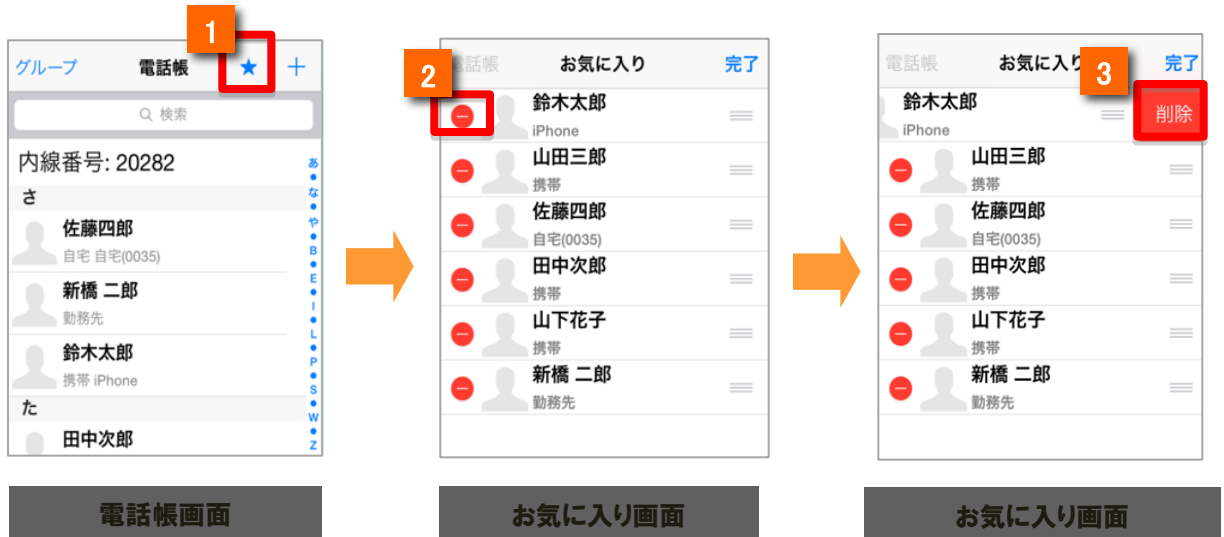 1
グループ 電話帳 ★ ＋
検索
内線番号: 20282
さ
佐藤四郎
自宅 自宅(0035)
新橋 二郎
勤務先
鈴木太郎
携帯 iPhone
た
田中次郎
あ
●
な
●
や
●
B
●
E
●
I
●
L
●
P
●
S
●
W
●
Z
電話帳画面
2
電話帳 お気に入り 完了
鈴木太郎
iPhone
山田三郎
携帯
佐藤四郎
自宅(0035)
田中次郎
携帯
山下花子
携帯
新橋 二郎
勤務先
お気に入り画面
3
電話帳 お気に入り 完了
鈴木太郎
iPhone
削除
山田三郎
携帯
佐藤四郎
自宅(0035)
田中次郎
携帯
山下花子
携帯
新橋 二郎
勤務先
お気に入り画面